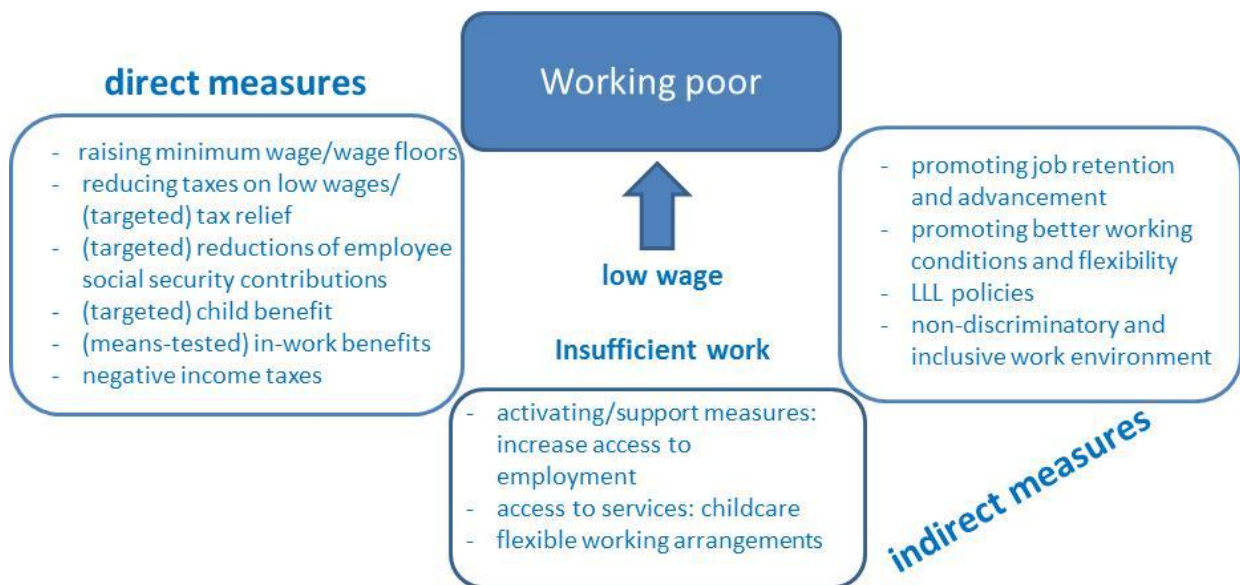 Working poor
direct measures
- raising minimum wage/wage floors
- reducing taxes on low wages/
(targeted) tax relief
- (targeted) reductions of employee
social security contributions
- (targeted) child benefit
- (means-tested) in-work benefits
- negative income taxes
low wage
Insufficient work
- promoting job retention
and advancement
- promoting better working
conditions and flexibility
- LLL policies
- non-discriminatory and
inclusive work environment
- activating/support measures:
increase access to
employment
- access to services: childcare
- flexible working arrangements
indirect measures